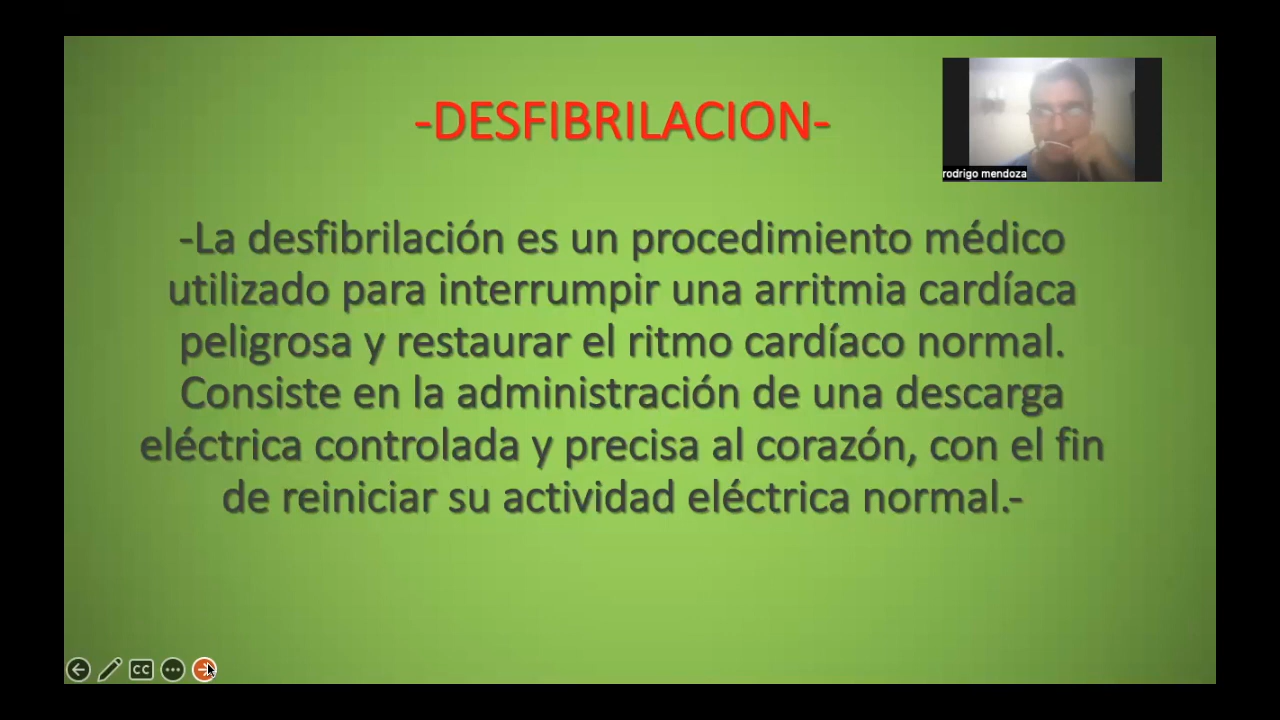 -DESFIBRILACION-
rodrigo mendoza
-La desfibrilación es un procedimiento médico
utilizado para interrumpir una arritmia cardíaca
peligrosa y restaurar el ritmo cardíaco normal.
Consiste en la administración de una descarga
eléctrica controlada y precisa al corazón, con el fin
de reiniciar su actividad eléctrica normal.-
CC